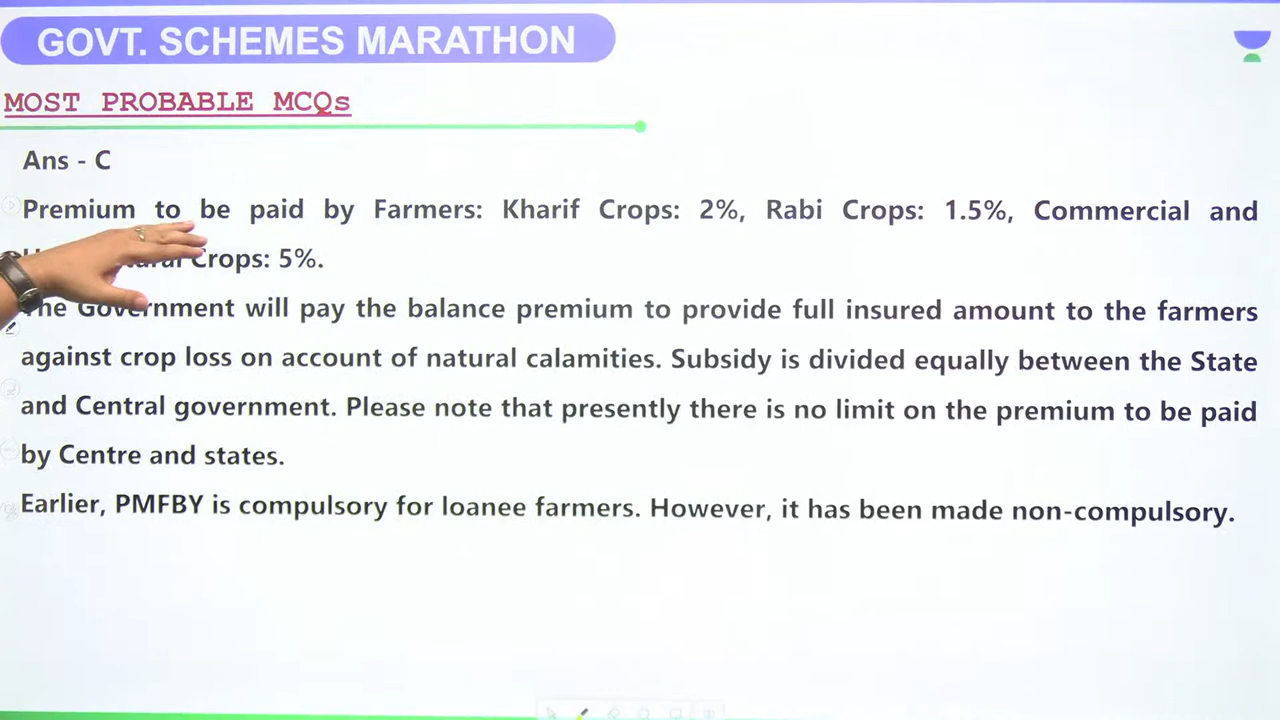 GOVT. SCHEMES MARATHON
MOST PROBABLE MCQs
Ans - C
Premium to be paid by Farmers: Kharif Crops: 2%, Rabi Crops: 1.5%, Commercial and
Crops: 5%.
The Government will pay the balance premium to provide full insured amount to the farmers
against crop loss on account of natural calamities. Subsidy is divided equally between the State
and Central government. Please note that presently there is no limit on the premium to be paid
by Centre and states.
Earlier, PMFBY is compulsory for loanee farmers. However, it has been made non-compulsory.